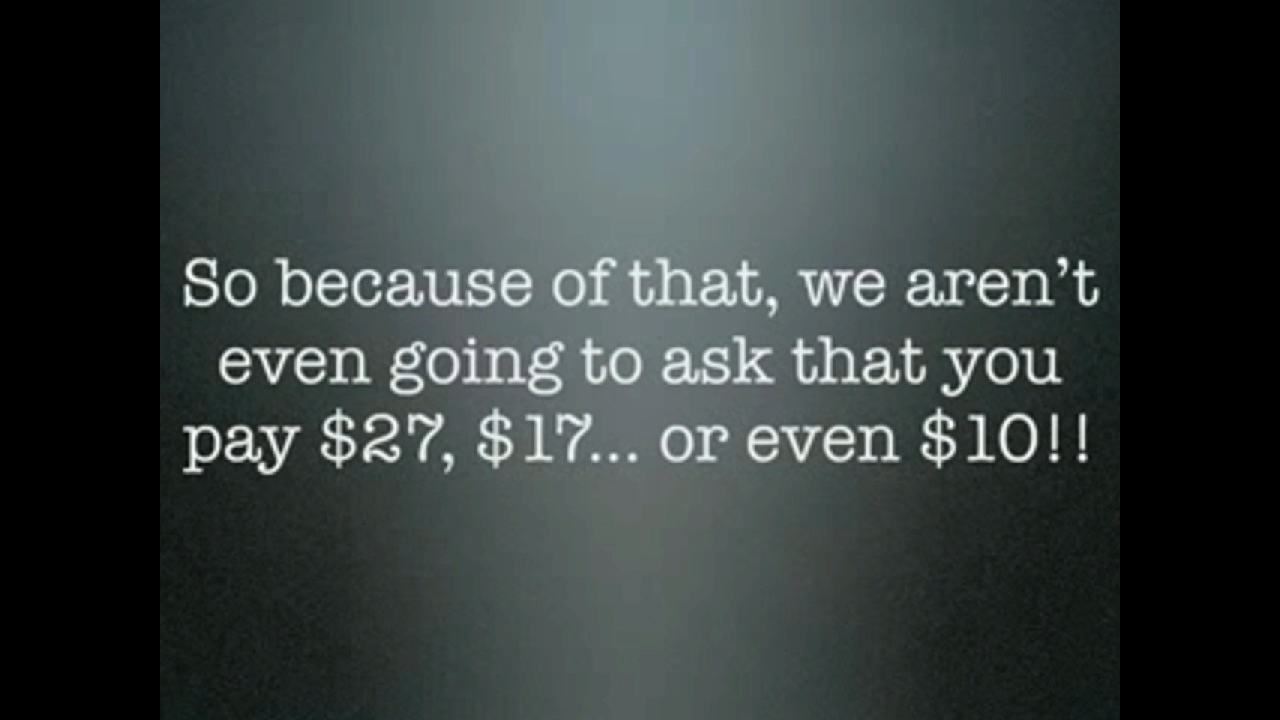 So because of that, we aren’t
even going to ask that you
pay $27, $17... or even $10!!